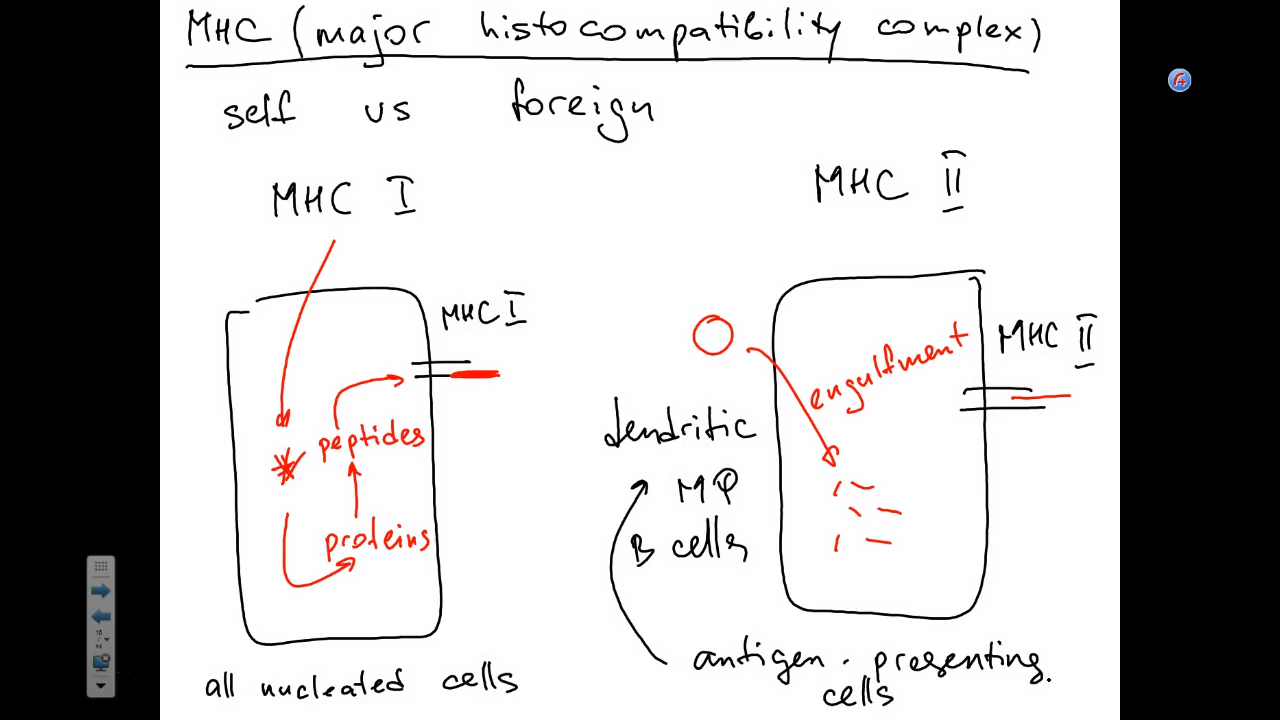 MHC (major histocompatibility complex)
self vs foreign
MHC I
MHC II
MHC I
MHC II
engulfment
peptides
proteins
dendritic
MΦ
B cells
all nucleated cells
antigen-presenting
cells